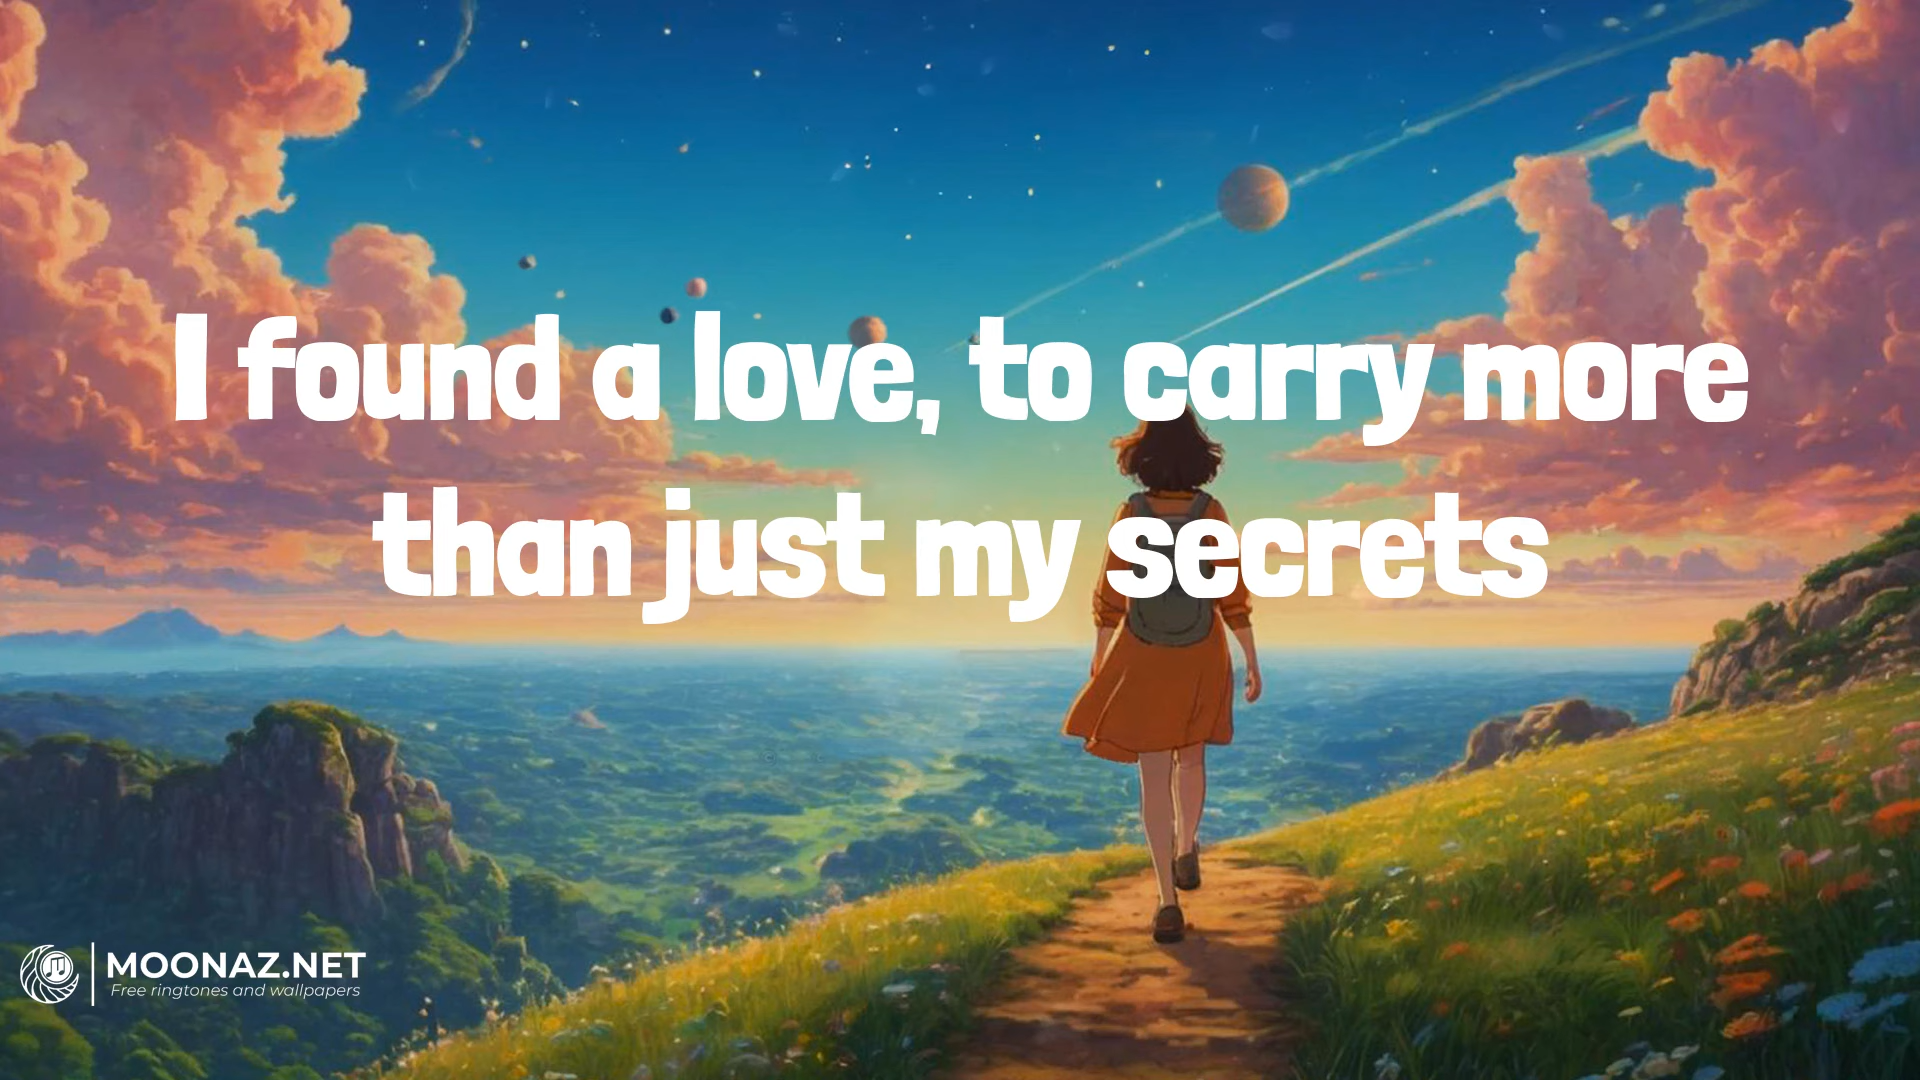 I found a love, to carry more
than just my secrets
MOONAZ.NET
Free ringtones and wallpapers